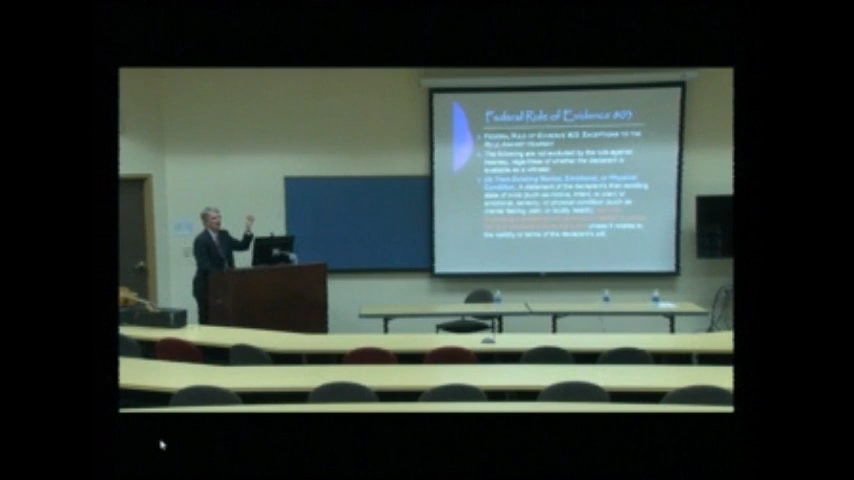 Federal Rule of Evidence 803
Federal Rule of Evidence 803. Exceptions to the
Rule Against Hearsay
The following are not excluded by the rule against
hearsay, regardless of whether the declarant is
available as a witness:
(3) Then-Existing Mental, Emotional, or Physical
Condition. A statement of the declarant's then-existing
state of mind (such as motive, intent, or plan) or
emotional, sensory, or physical condition (such as
mental feeling, pain, or bodily health),
unless it relates to
the validity or terms of the declarant's will.